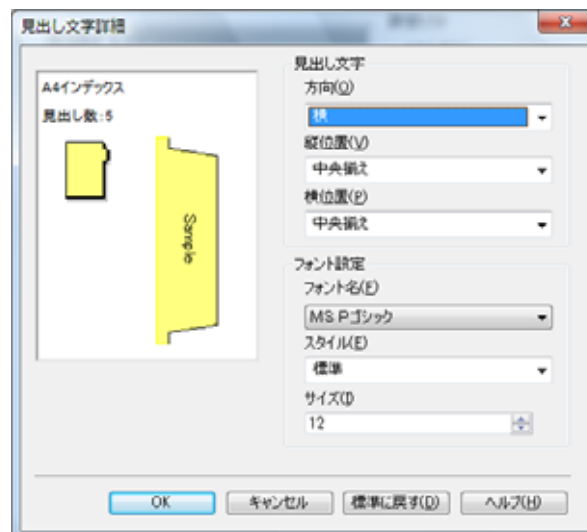 見出し文字詳細
A4インデックス
見出し数:5
Sample
見出し文字
方向(O)
横
縦位置(V)
中央揃え
横位置(P)
中央揃え
フォント設定
フォント名(F)
MS Pゴシック
スタイル(E)
標準
サイズ(I)
12
OK
キャンセル
標準に戻す(D)
ヘルプ(H)